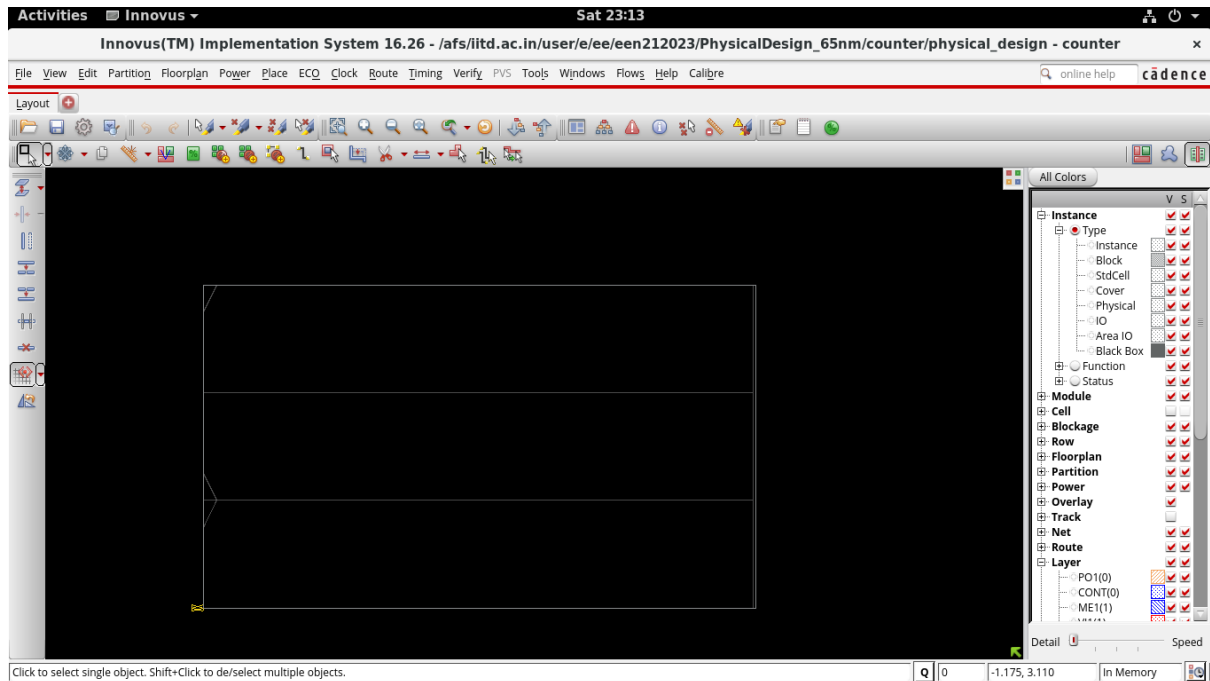 Activities Innovus Sat 23:13
Innovus(TM) Implementation System 16.26 - /afs/iitd.ac.in/user/e/ee/een212023/PhysicalDesign_65nm/counter/physical_design - counter ×
File View Edit Partition Floorplan Power Place ECO Clock Route Timing Verify PVS Tools Windows Flows Help Calibre online help cādence
Layout
All Colors
V S
Instance
Type
Instance
Block
StdCell
Cover
Physical
IO
Area IO
Black Box
Function
Status
Module
Cell
Blockage
Row
Floorplan
Partition
Power
Overlay
Track
Net
Route
Layer
PO1(0)
CONT(0)
ME1(1)
Detail Speed
Click to select single object. Shift+Click to de/select multiple objects. Q 0 -1.175, 3.110 In Memory